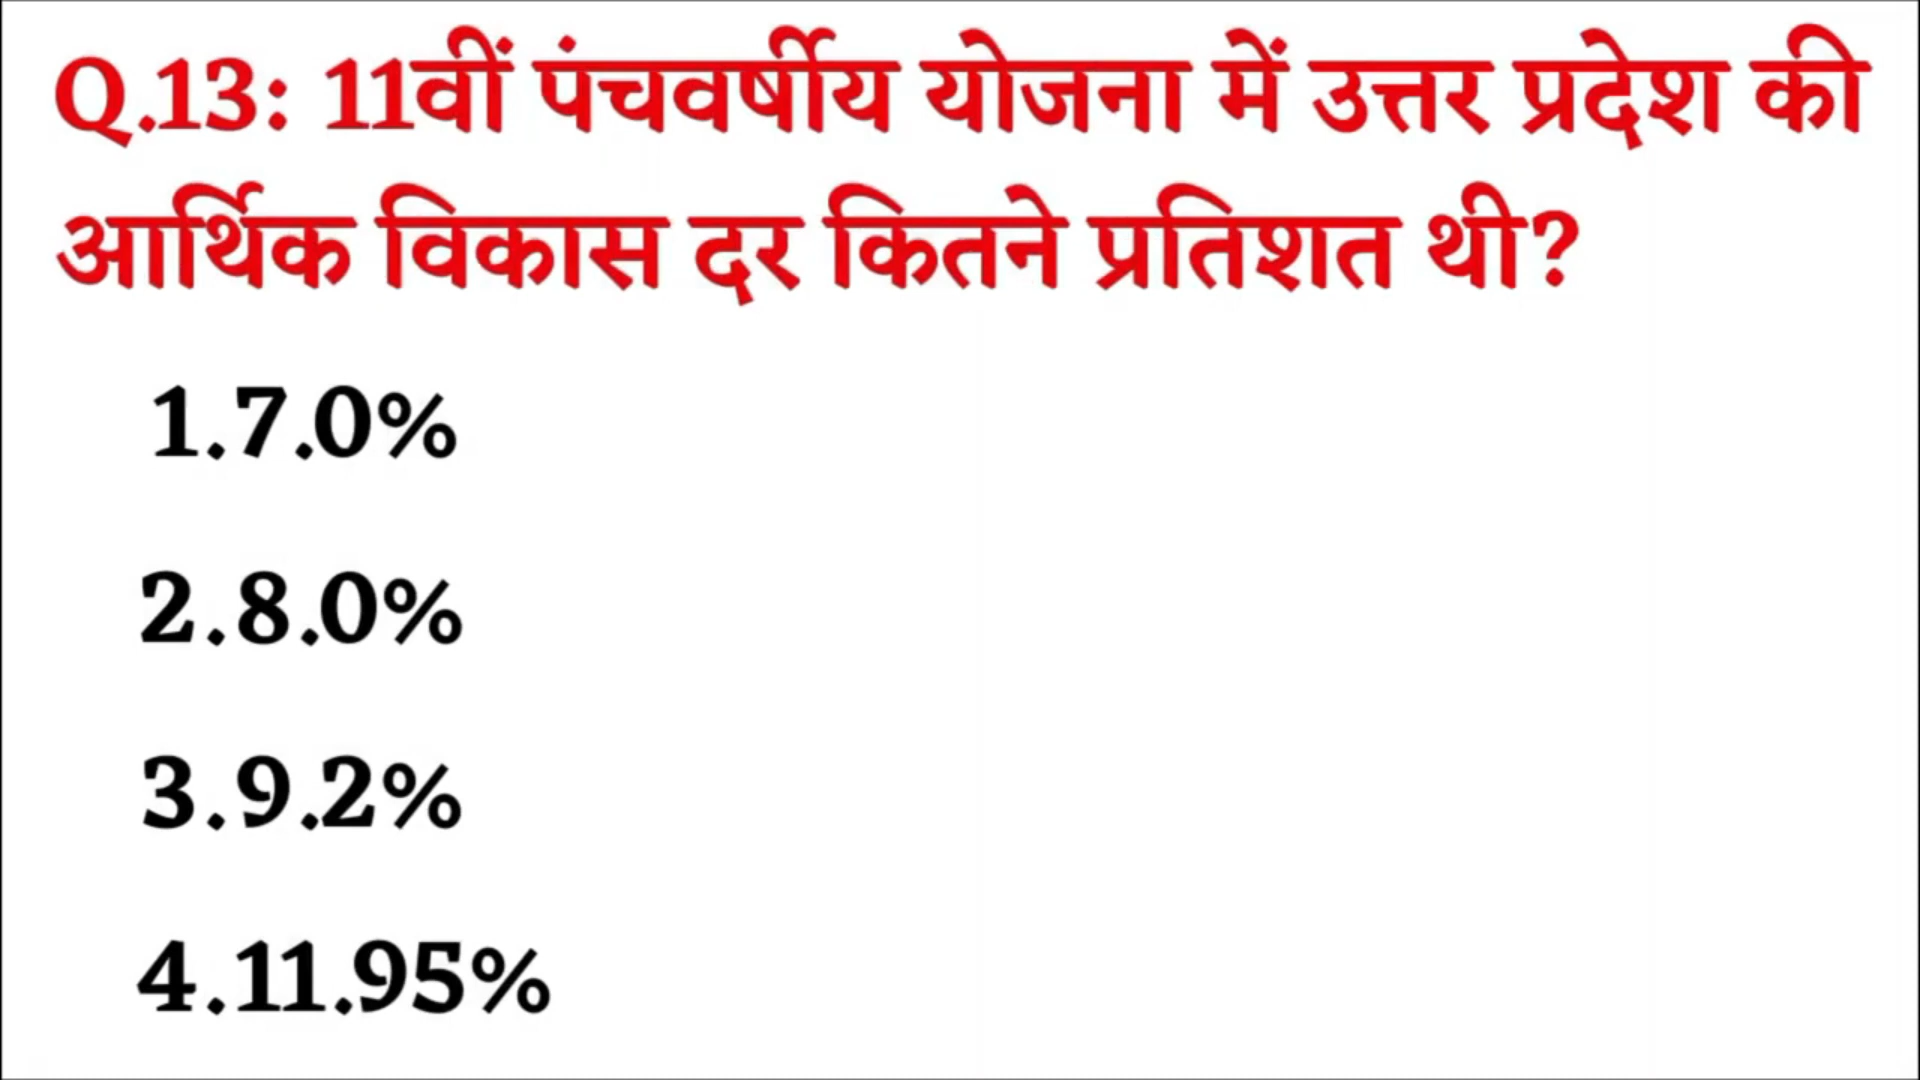 Q.13: 11वीं पंचवर्षीय योजना में उत्तर प्रदेश की
आर्थिक विकास दर कितने प्रतिशत थी?
1.7.0%
2.8.0%
3.9.2%
4.11.95%